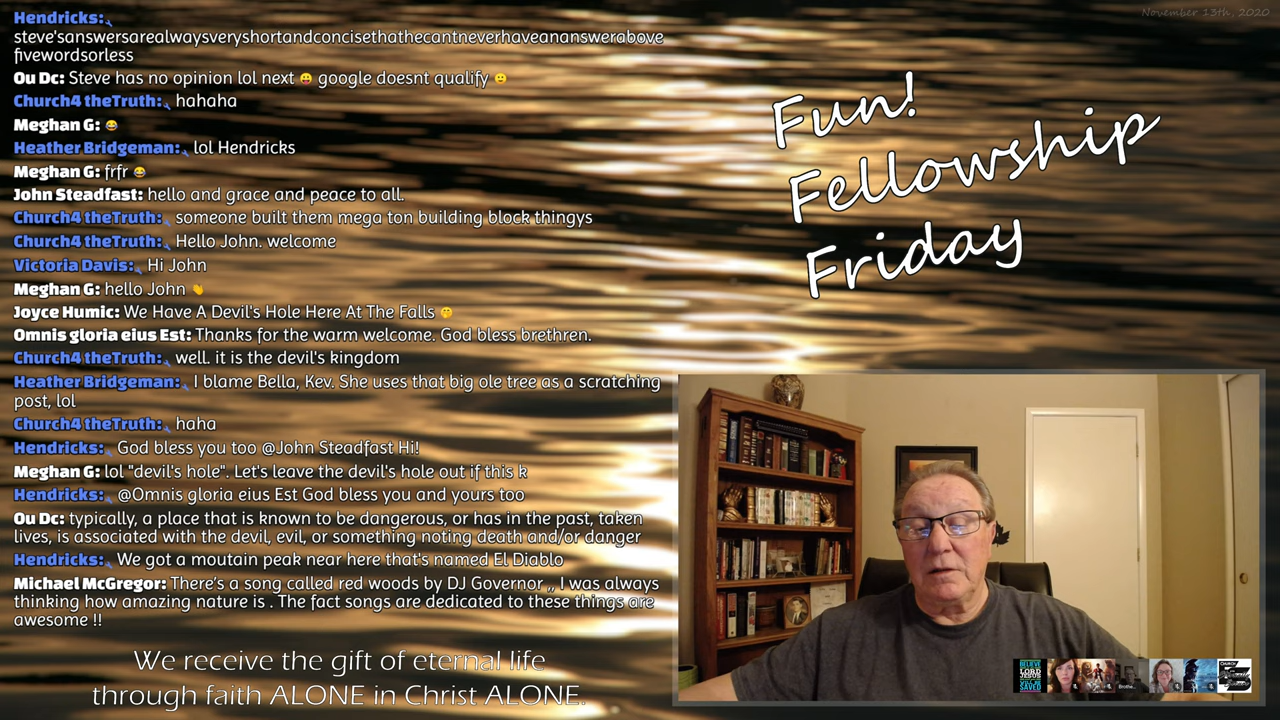 Hendricks:
steve'sanswersarealwaysveryshortandconcisethathecantneverhaveananswerabove
fivewordsorless
Ou Dc: Steve has no opinion lol next 😛 google doesnt qualify 🙂
Church4 theTruth: hahaha
Meghan G: 😂
Heather Bridgeman: lol Hendricks
Meghan G: frfr 😂
John Steadfast: hello and grace and peace to all.
Church4 theTruth: someone built them mega ton building block thingys
Church4 theTruth: Hello John. welcome
Victoria Davis: Hi John
Meghan G: hello John 👋
Joyce Humic: We Have A Devil's Hole Here At The Falls 🤭
Omnis gloria eius Est: Thanks for the warm welcome. God bless brethren.
Church4 theTruth: well. it is the devil's kingdom
Heather Bridgeman: I blame Bella, Kev. She uses that big ole tree as a scratching
post, lol
Church4 theTruth: haha
Hendricks: God bless you too @John Steadfast Hi!
Meghan G: lol "devil's hole". Let's leave the devil's hole out if this k
Hendricks: @Omnis gloria eius Est God bless you and yours too
Ou Dc: typically, a place that is known to be dangerous, or has in the past, taken
lives, is associated with the devil, evil, or something noting death and/or danger
Hendricks: We got a moutain peak near here that's named El Diablo
Michael McGregor: There's a song called red woods by DJ Governor ,, I was always
thinking how amazing nature is . The fact songs are dedicated to these things are
awesome !!
We receive the gift of eternal life
through faith ALONE in Christ ALONE.
November 13th, 2020
Fun!
Fellowship
Friday
BELIEVE
LORD
JESUS
SAVED
CHURCH